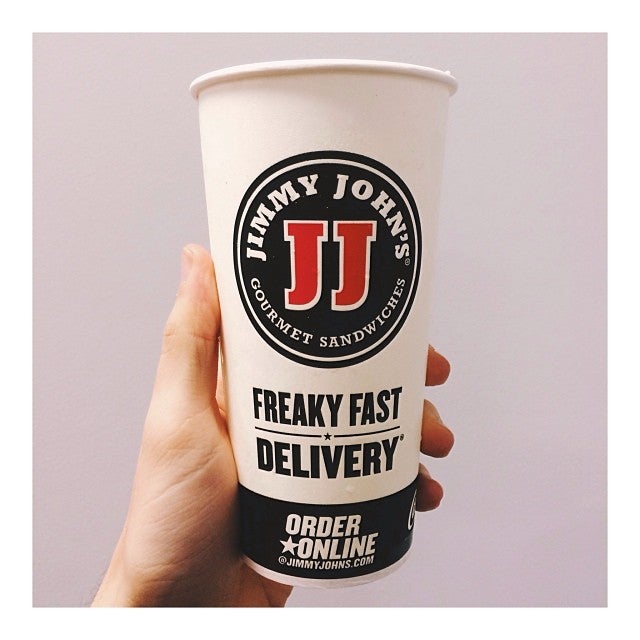 JIMMY JOHN'S®
JJ
GOURMET SANDWICHES
FREAKY FAST
★
DELIVERY®
ORDER
★ONLINE
@JIMMYJOHNS.COM